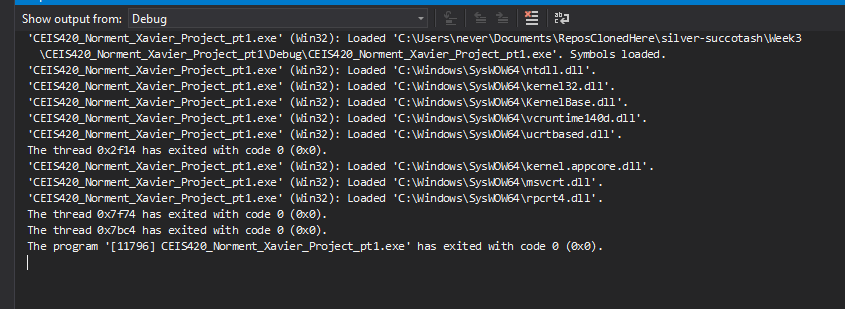 Show output from: Debug
'CEIS420_Norment_Xavier_Project_pt1.exe' (Win32): Loaded 'C:\Users\never\Documents\ReposClonedHere\silver-succotash\Week3
\CEIS420_Norment_Xavier_Project_pt1\Debug\CEIS420_Norment_Xavier_Project_pt1.exe'. Symbols loaded.
'CEIS420_Norment_Xavier_Project_pt1.exe' (Win32): Loaded 'C:\Windows\SysWOW64\ntdll.dll'.
'CEIS420_Norment_Xavier_Project_pt1.exe' (Win32): Loaded 'C:\Windows\SysWOW64\kernel32.dll'.
'CEIS420_Norment_Xavier_Project_pt1.exe' (Win32): Loaded 'C:\Windows\SysWOW64\KernelBase.dll'.
'CEIS420_Norment_Xavier_Project_pt1.exe' (Win32): Loaded 'C:\Windows\SysWOW64\vcruntime140d.dll'.
'CEIS420_Norment_Xavier_Project_pt1.exe' (Win32): Loaded 'C:\Windows\SysWOW64\ucrtbased.dll'.
The thread 0x2f14 has exited with code 0 (0x0).
'CEIS420_Norment_Xavier_Project_pt1.exe' (Win32): Loaded 'C:\Windows\SysWOW64\kernel.appcore.dll'.
'CEIS420_Norment_Xavier_Project_pt1.exe' (Win32): Loaded 'C:\Windows\SysWOW64\msvcrt.dll'.
'CEIS420_Norment_Xavier_Project_pt1.exe' (Win32): Loaded 'C:\Windows\SysWOW64\rpcrt4.dll'.
The thread 0x7f74 has exited with code 0 (0x0).
The thread 0x7bc4 has exited with code 0 (0x0).
The program '[11796] CEIS420_Norment_Xavier_Project_pt1.exe' has exited with code 0 (0x0).